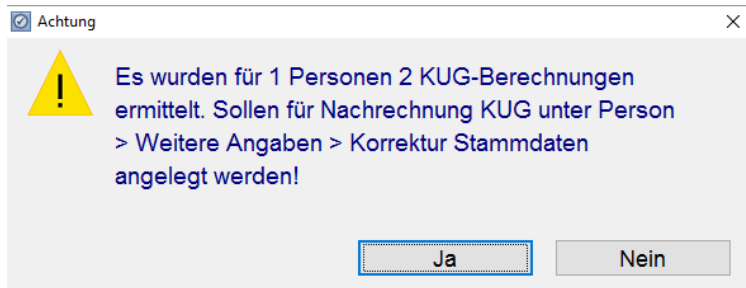 Achtung
Es wurden für 1 Personen 2 KUG-Berechnungen
ermittelt. Sollen für Nachrechnung KUG unter Person
> Weitere Angaben > Korrektur Stammdaten
angelegt werden!
Ja
Nein